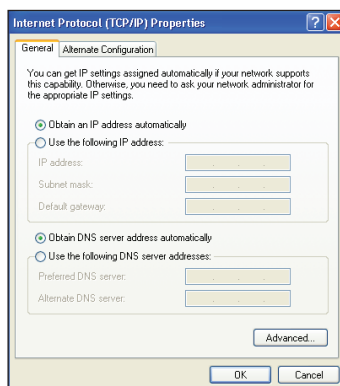 Internet Protocol (TCP/IP) Properties
General
Alternate Configuration
You can get IP settings assigned automatically if your network supports
this capability. Otherwise, you need to ask your network administrator for
the appropriate IP settings.
Obtain an IP address automatically
Use the following IP address:
IP address:
Subnet mask:
Default gateway:
Obtain DNS server address automatically
Use the following DNS server addresses:
Preferred DNS server:
Alternate DNS server:
Advanced...
OK
Cancel